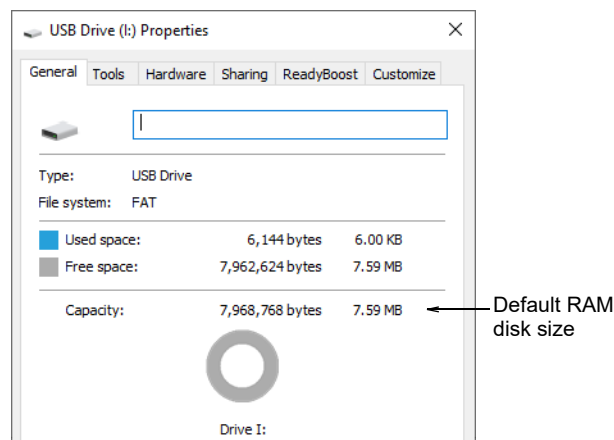 USB Drive (I:) Properties
General Tools Hardware Sharing ReadyBoost Customize
Type: USB Drive
File system: FAT
Used space: 6,144 bytes 6.00 KB
Free space: 7,962,624 bytes 7.59 MB
Capacity: 7,968,768 bytes 7.59 MB
Default RAM
disk size
Drive I: